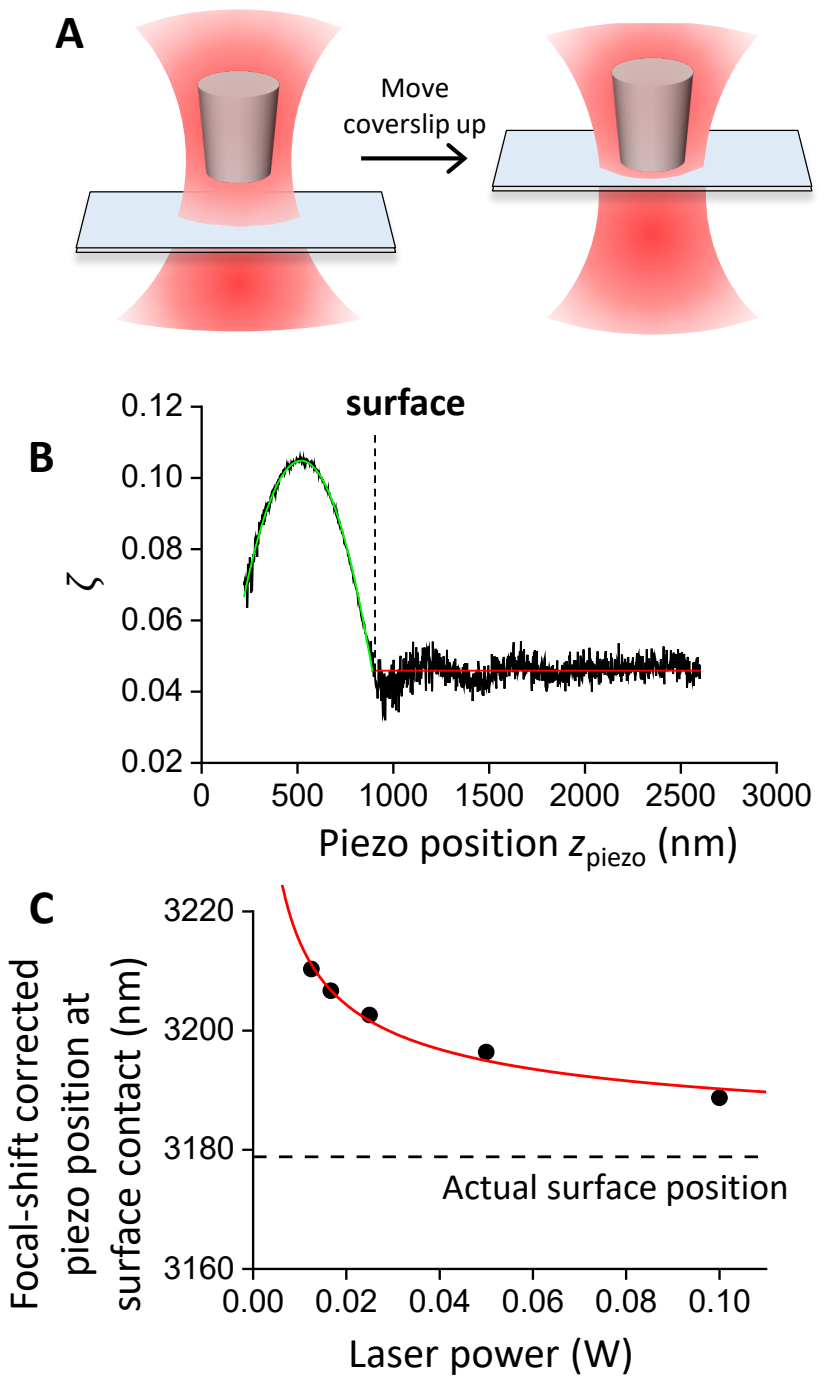 A
Move
coverslip up
B
surface
0.12
0.10
0.08
0.06
0.04
0.02
ζ
0 500 1000 1500 2000 2500 3000
Piezo position z_piezo (nm)
C
3220
3200
3180
3160
Focal-shift corrected
piezo position at
surface contact (nm)
Actual surface position
0.00 0.02 0.04 0.06 0.08 0.10
Laser power (W)